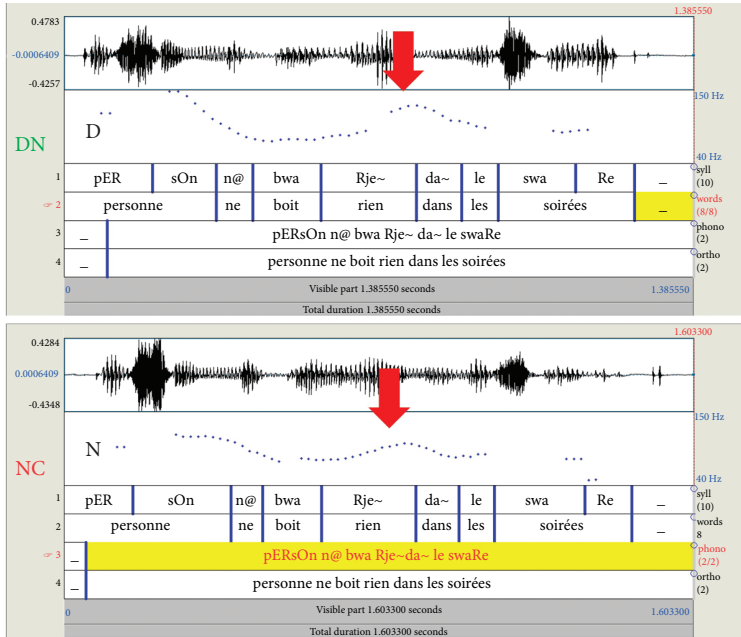 1.385550
0.4783
-0.0006409
-0.4257
150 Hz
DN
D
40 Hz
1 pER sOn n@ bwa Rje~ da~ le swa Re _ syll (10)
☞ 2 personne ne boit rien dans les soirées _ words (8/8)
3 _ pERsOn n@ bwa Rje~ da~ le swaRe phono (2)
4 _ personne ne boit rien dans les soirées ortho (2)
0 Visible part 1.385550 seconds 1.385550
Total duration 1.385550 seconds
1.603300
0.4284
0.0006409
-0.4348
150 Hz
NC
N
40 Hz
1 pER sOn n@ bwa Rje~ da~ le swa Re _ syll (10)
2 personne ne boit rien dans les soirées _ words 8
☞ 3 _ pERsOn n@ bwa Rje~da~ le swaRe phono (2/2)
4 _ personne ne boit rien dans les soirées ortho (2)
0 Visible part 1.603300 seconds 1.603300
Total duration 1.603300 seconds